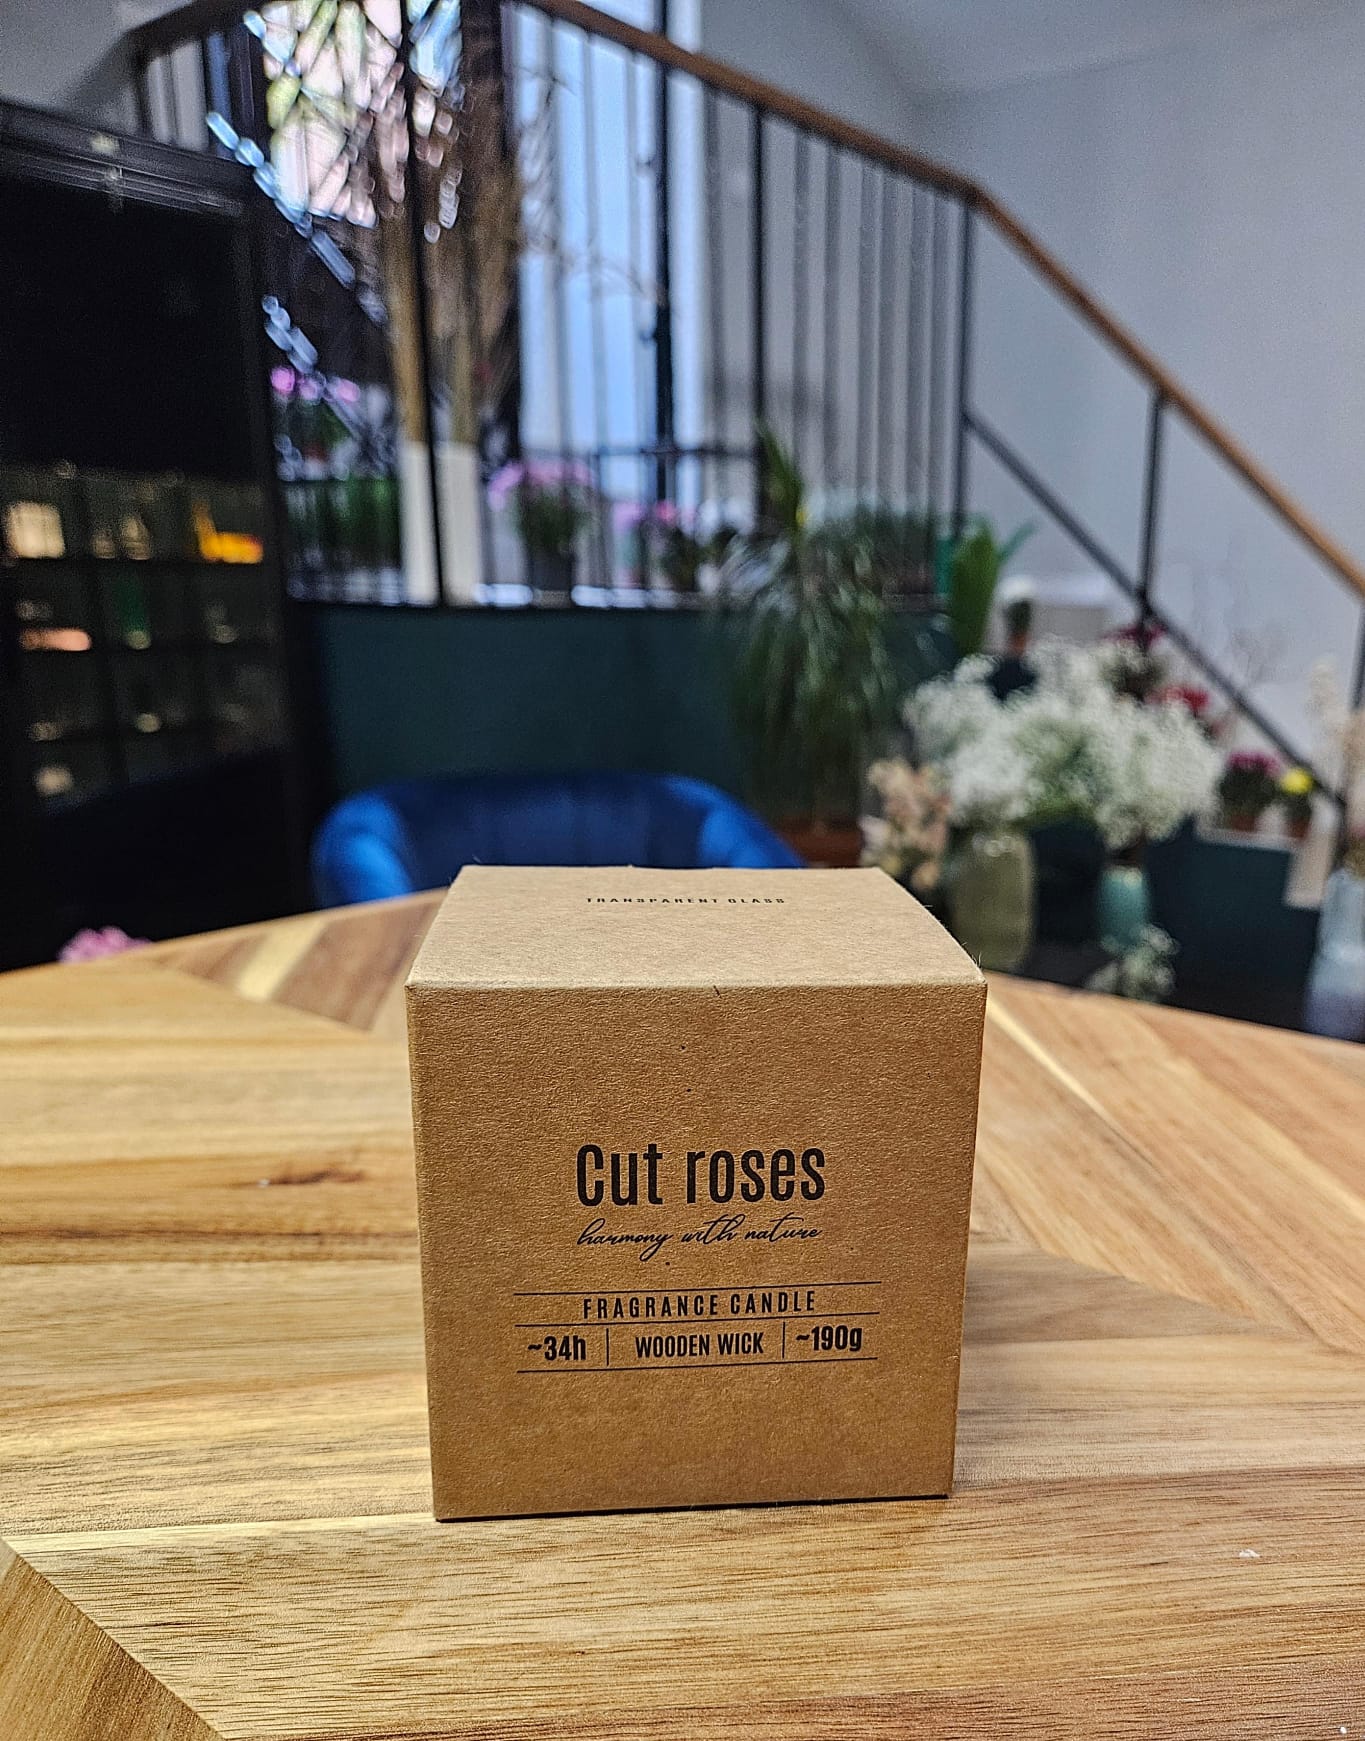 TRANSPARENT GLASS
Cut roses
harmony with nature
FRAGRANCE CANDLE
~34h | WOODEN WICK | ~190g